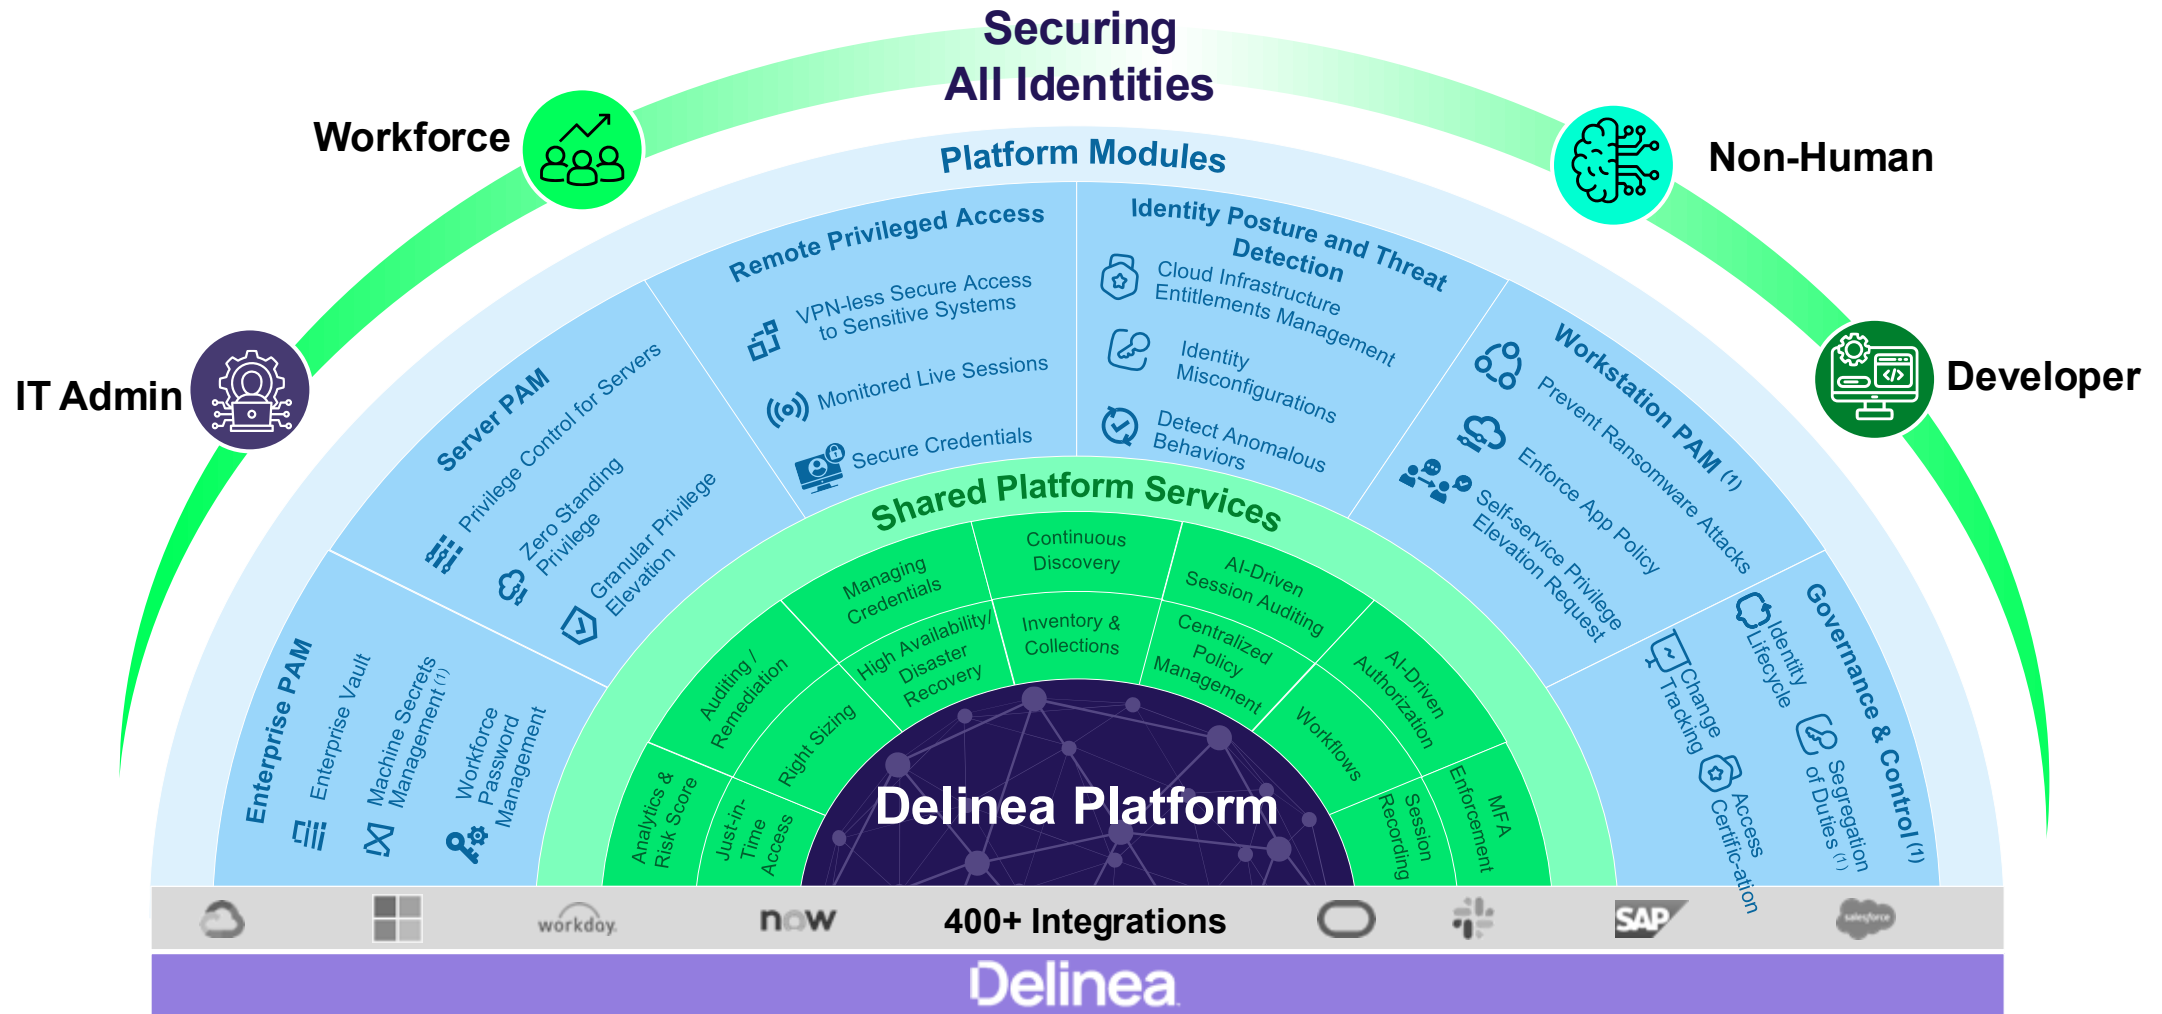 Securing
All Identities
Workforce
Non-Human
IT Admin
Developer
Platform Modules
Enterprise PAM
Enterprise Vault
Machine Secrets
Management (1)
Workforce
Password
Management
Server PAM
Privilege Control for Servers
Zero Standing
Privilege
Granular Privilege
Elevation
Remote Privileged Access
VPN-less Secure Access
to Sensitive Systems
Monitored Live Sessions
Secure Credentials
Identity Posture and Threat
Detection
Cloud Infrastructure
Entitlements Management
Identity
Misconfigurations
Detect Anomalous
Behaviors
Workstation PAM (1)
Prevent Ransomware Attacks
Enforce App Policy
Self-service Privilege
Elevation Request
Governance & Control (1)
Identity
Lifecycle
Segregation
of Duties (1)
Change
Tracking
Access
Certific-ation
Shared Platform Services
Analytics &
Risk Score
Auditing /
Remediation
Managing
Credentials
Continuous
Discovery
AI-Driven
Session Auditing
AI-Driven
Authorization
MFA
Enforcement
Just-in-
Time
Access
Right Sizing
High Availability/
Disaster
Recovery
Inventory &
Collections
Centralized
Policy
Management
Workflows
Session
Recording
Delinea Platform
workday.
now
400+ Integrations
SAP
salesforce
Delinea